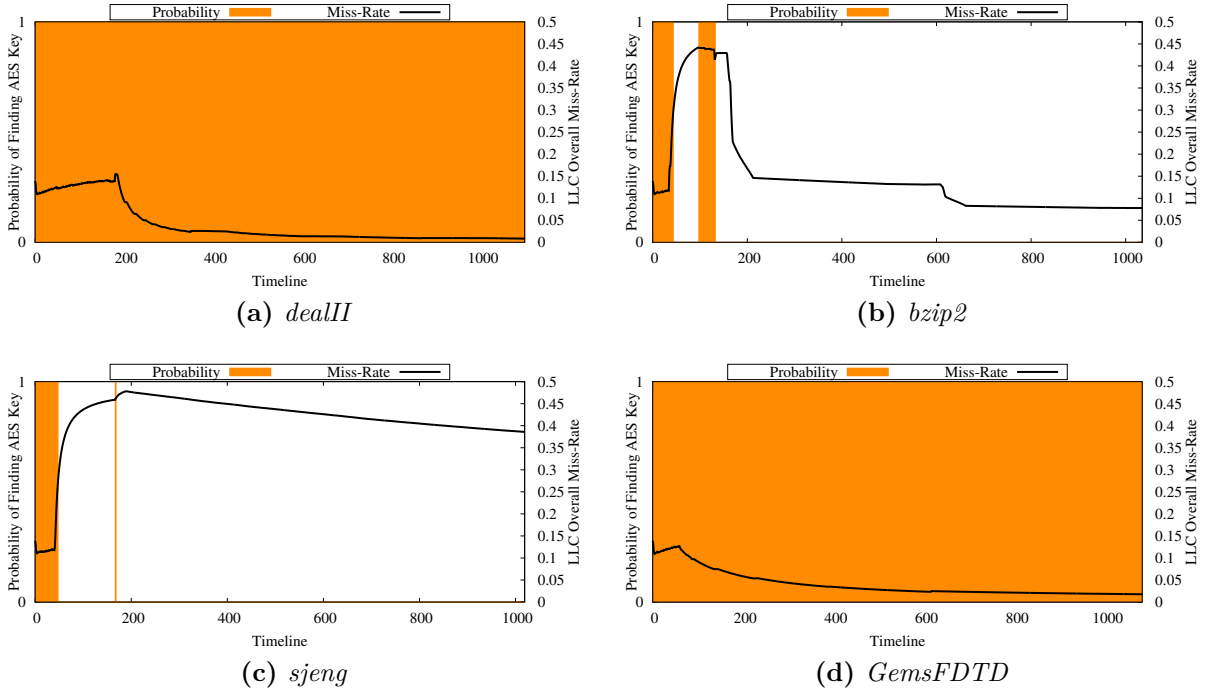 Probability Miss-Rate
Probability of Finding AES Key
1
0
0.5
0.45
0.4
0.35
0.3
0.25
0.2
0.15
0.1
0.05
0
LLC Overall Miss-Rate
0 200 400 600 800 1000
Timeline
(a) dealII
Probability Miss-Rate
Probability of Finding AES Key
1
0
0.5
0.45
0.4
0.35
0.3
0.25
0.2
0.15
0.1
0.05
0
LLC Overall Miss-Rate
0 200 400 600 800 1000
Timeline
(b) bzip2
Probability Miss-Rate
Probability of Finding AES Key
1
0
0.5
0.45
0.4
0.35
0.3
0.25
0.2
0.15
0.1
0.05
0
LLC Overall Miss-Rate
0 200 400 600 800 1000
Timeline
(c) sjeng
Probability Miss-Rate
Probability of Finding AES Key
1
0
0.5
0.45
0.4
0.35
0.3
0.25
0.2
0.15
0.1
0.05
0
LLC Overall Miss-Rate
0 200 400 600 800 1000
Timeline
(d) GemsFDTD